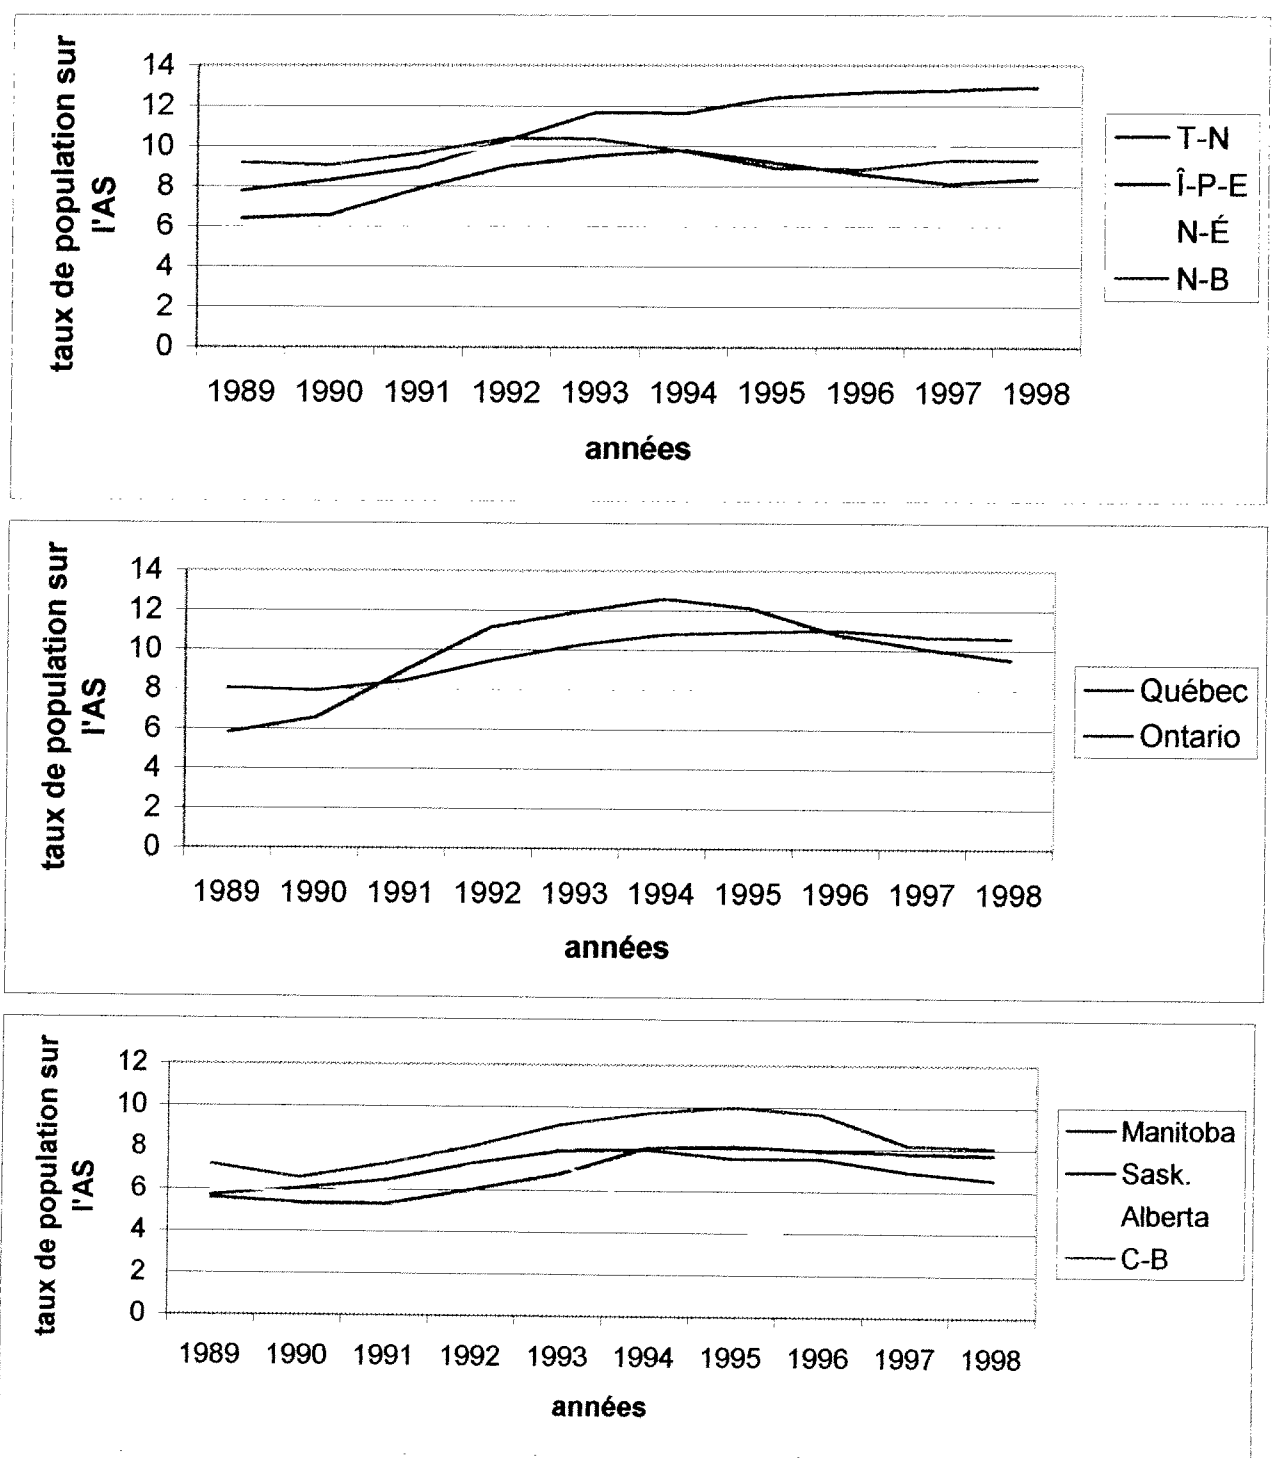 taux de population sur
l'AS
14
12
10
8
6
4
2
0
1989 1990 1991 1992 1993 1994 1995 1996 1997 1998
années
T-N
Î-P-E
N-É
N-B
taux de population sur
l'AS
14
12
10
8
6
4
2
0
1989 1990 1991 1992 1993 1994 1995 1996 1997 1998
années
Québec
Ontario
taux de population sur
l'AS
12
10
8
6
4
2
0
1989 1990 1991 1992 1993 1994 1995 1996 1997 1998
années
Manitoba
Sask.
Alberta
C-B